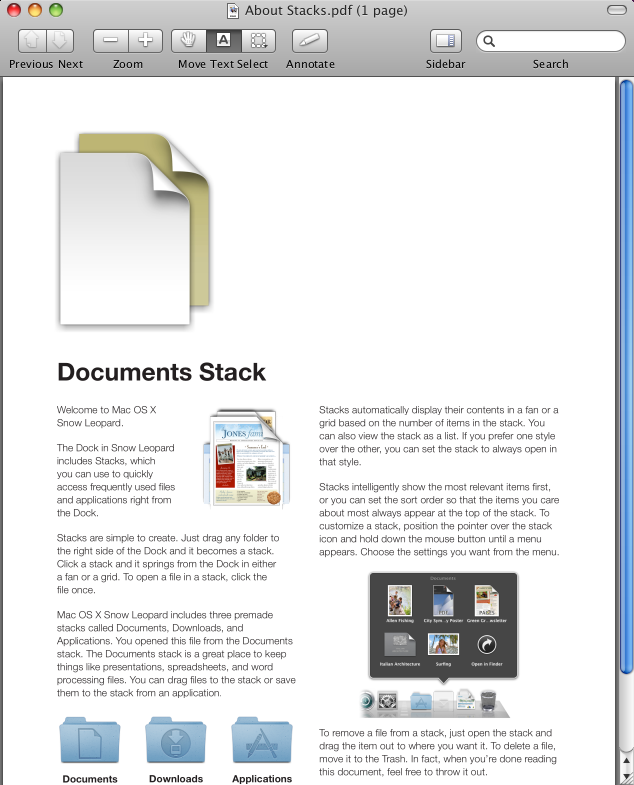 About Stacks.pdf (1 page)
Previous Next Zoom Move Text Select Annotate Sidebar Search
Documents Stack
Welcome to Mac OS X
Snow Leopard.
The Dock in Snow Leopard
includes Stacks, which
you can use to quickly
access frequently used files
and applications right from
the Dock.
Stacks are simple to create. Just drag any folder to
the right side of the Dock and it becomes a stack.
Click a stack and it springs from the Dock in either
a fan or a grid. To open a file in a stack, click the
file once.
Mac OS X Snow Leopard includes three premade
stacks called Documents, Downloads, and
Applications. You opened this file from the Documents
stack. The Documents stack is a great place to keep
things like presentations, spreadsheets, and word
processing files. You can drag files to the stack or save
them to the stack from an application.
Documents Downloads Applications
Stacks automatically display their contents in a fan or a
grid based on the number of items in the stack. You
can also view the stack as a list. If you prefer one style
over the other, you can set the stack to always open in
that style.
Stacks intelligently show the most relevant items first,
or you can set the sort order so that the items you care
about most always appear at the top of the stack. To
customize a stack, position the pointer over the stack
icon and hold down the mouse button until a menu
appears. Choose the settings you want from the menu.
Documents
Allen Fishing City Sym...y Poster Green Gr...wsletter
Italian Architecture Surfing Open in Finder
To remove a file from a stack, just open the stack and
drag the item out to where you want it. To delete a file,
move it to the Trash. In fact, when you're done reading
this document, feel free to throw it out.